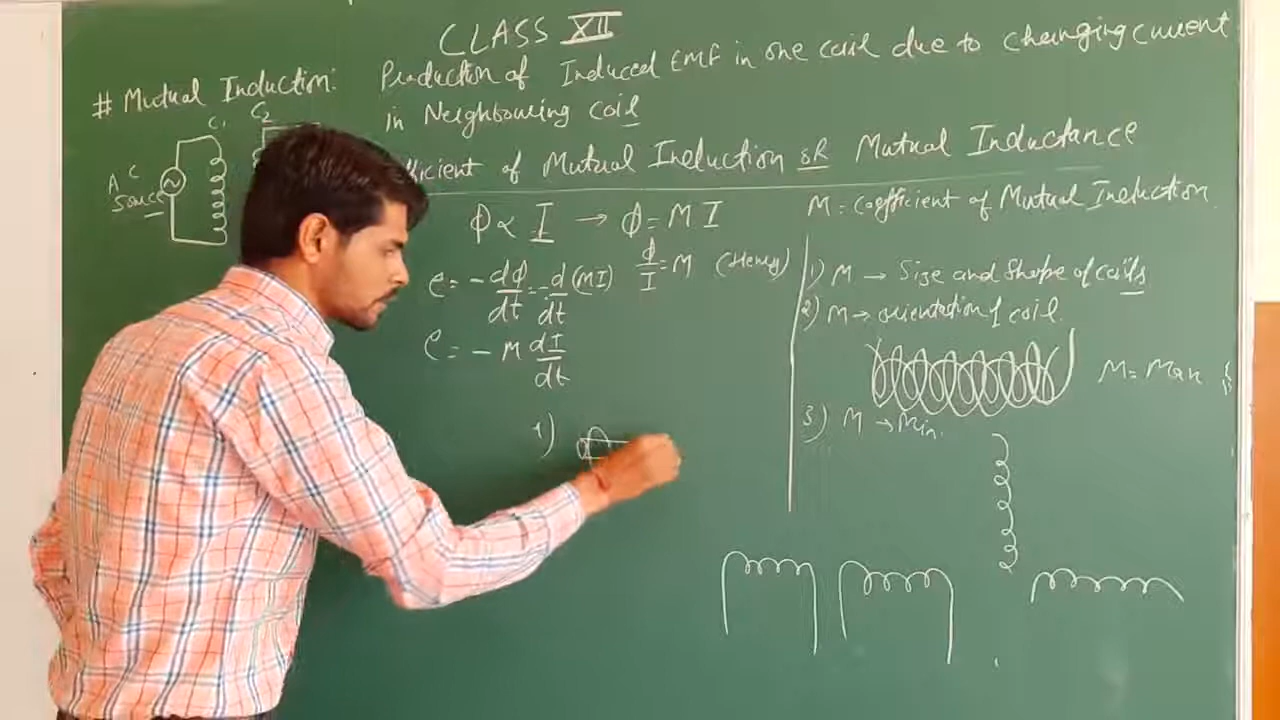 CLASS XII
# Mutual Induction: Production of Induced EMF in one coil due to changing current
in Neighbouring coil
C1 C2
AC
Source
of Mutual Induction OR Mutual Inductance
ϕ ∝ I → ϕ = M I
ϕ/I = M (Henry)
e = -dϕ/dt = -d/dt (MI)
e = -M dI/dt
1)
M = Coefficient of Mutual Induction
1) M → Size and Shape of coils
2) M → orientation of coil.
M = Max
3) M → Min.